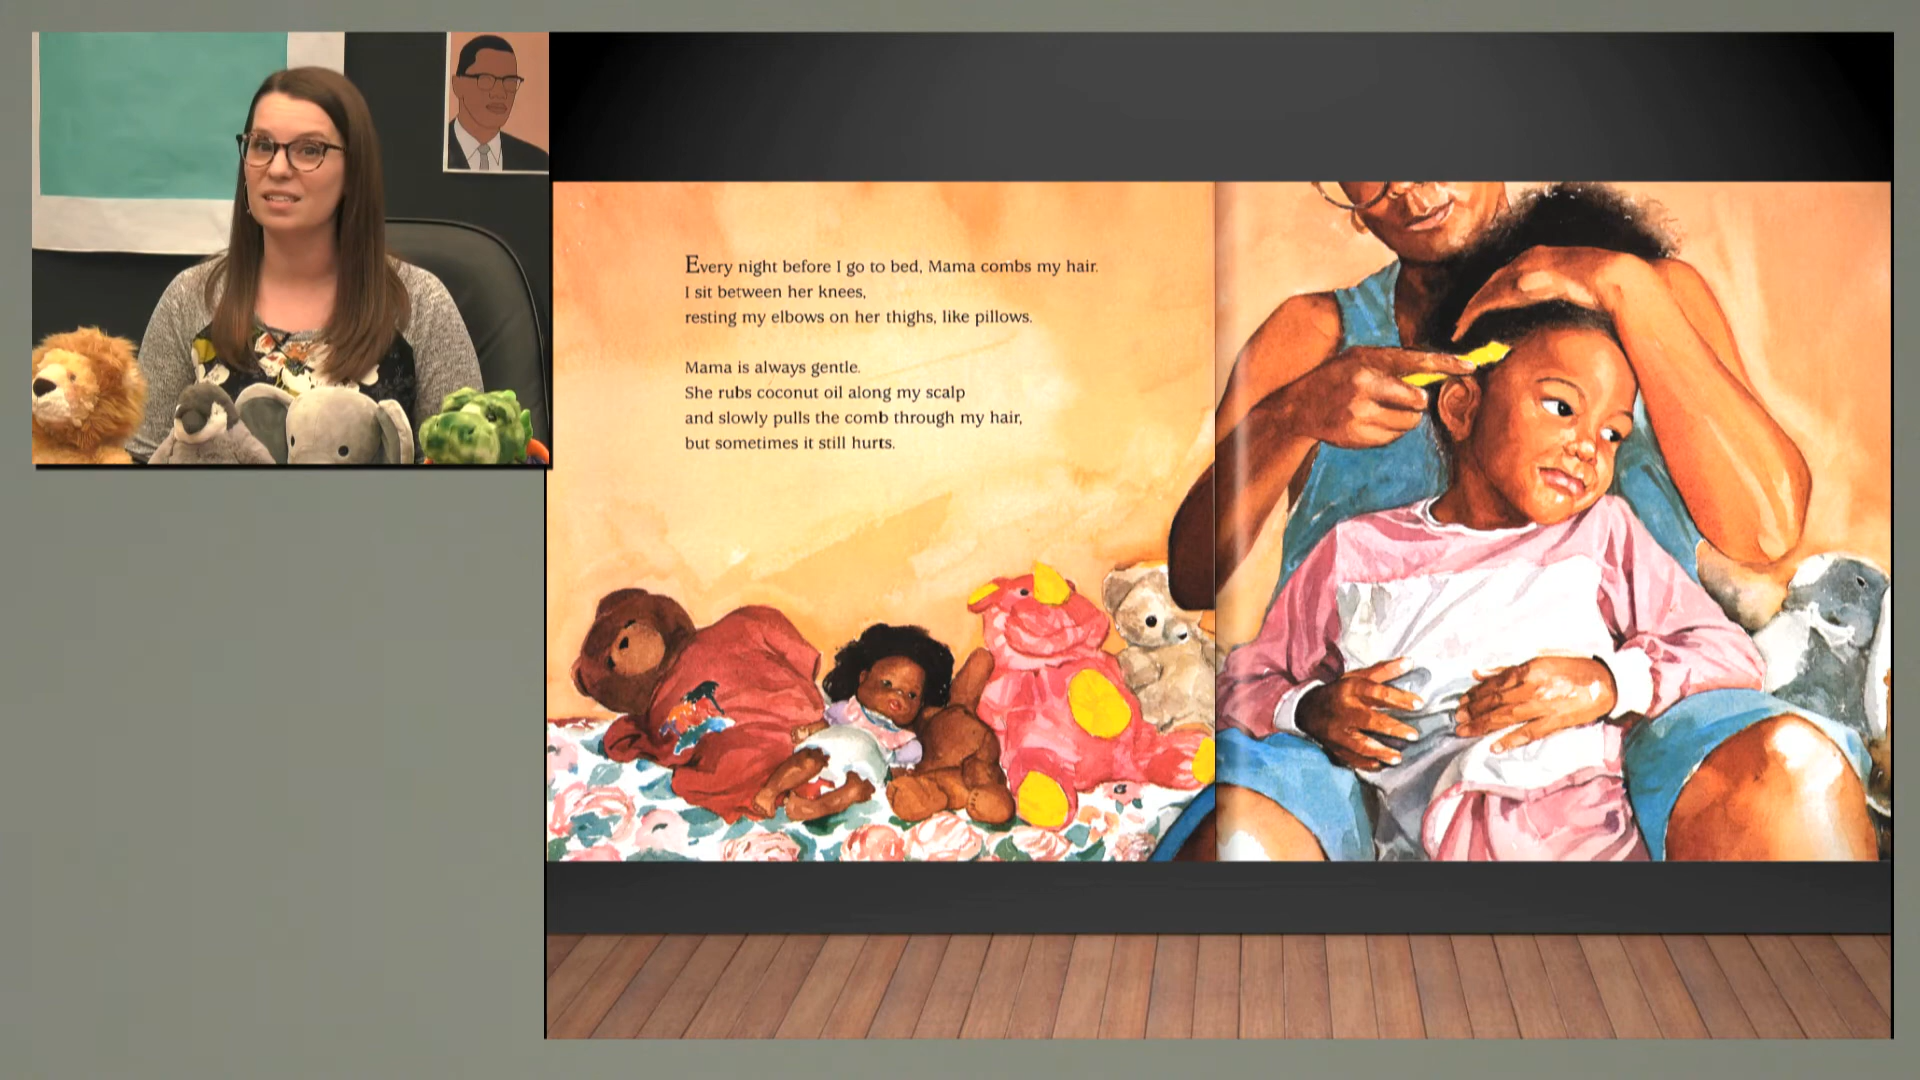 Every night before I go to bed, Mama combs my hair.
I sit between her knees,
resting my elbows on her thighs, like pillows.
Mama is always gentle.
She rubs coconut oil along my scalp
and slowly pulls the comb through my hair,
but sometimes it still hurts.